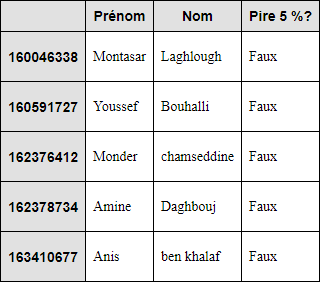 Prénom Nom Pire 5 %?
160046338 Montasar Laghlough Faux
160591727 Youssef Bouhalli Faux
162376412 Monder chamseddine Faux
162378734 Amine Daghbouj Faux
163410677 Anis ben khalaf Faux